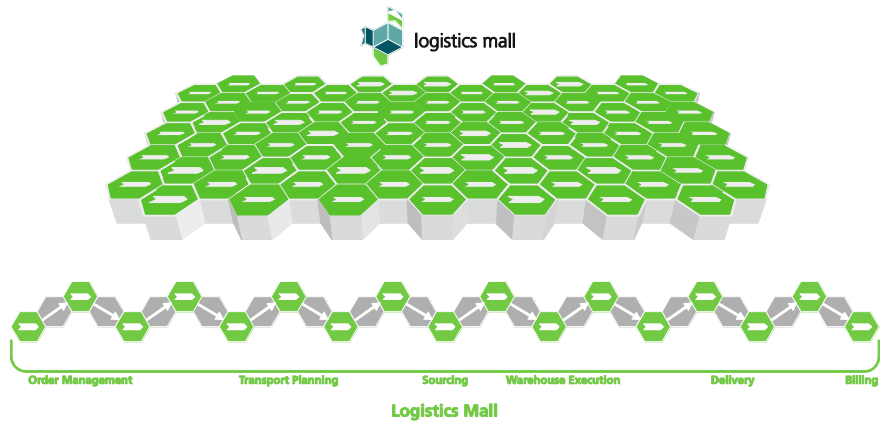 logistics mall
Order Management
Transport Planning
Sourcing
Warehouse Execution
Delivery
Billing
Logistics Mall